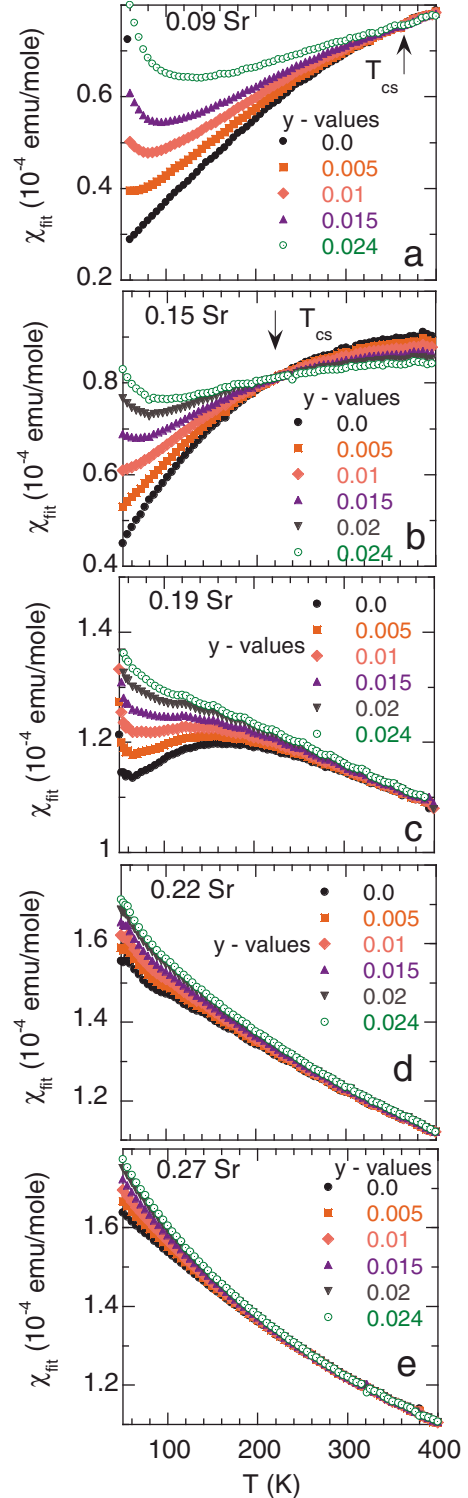 0.09 Sr
T_cs
y - values
0.0
0.005
0.01
0.015
0.024
a
0.8
0.6
0.4
0.2
χ_fit (10^-4 emu/mole)
0.15 Sr
T_cs
y - values
0.0
0.005
0.01
0.015
0.02
0.024
b
0.8
0.6
0.4
χ_fit (10^-4 emu/mole)
0.19 Sr
y - values
0.0
0.005
0.01
0.015
0.02
0.024
c
1.4
1.2
1
χ_fit (10^-4 emu/mole)
0.22 Sr
y - values
0.0
0.005
0.01
0.015
0.02
0.024
d
1.6
1.4
1.2
χ_fit (10^-4 emu/mole)
0.27 Sr
y - values
0.0
0.005
0.01
0.015
0.02
0.024
e
1.6
1.4
1.2
χ_fit (10^-4 emu/mole)
100 200 300 400
T (K)